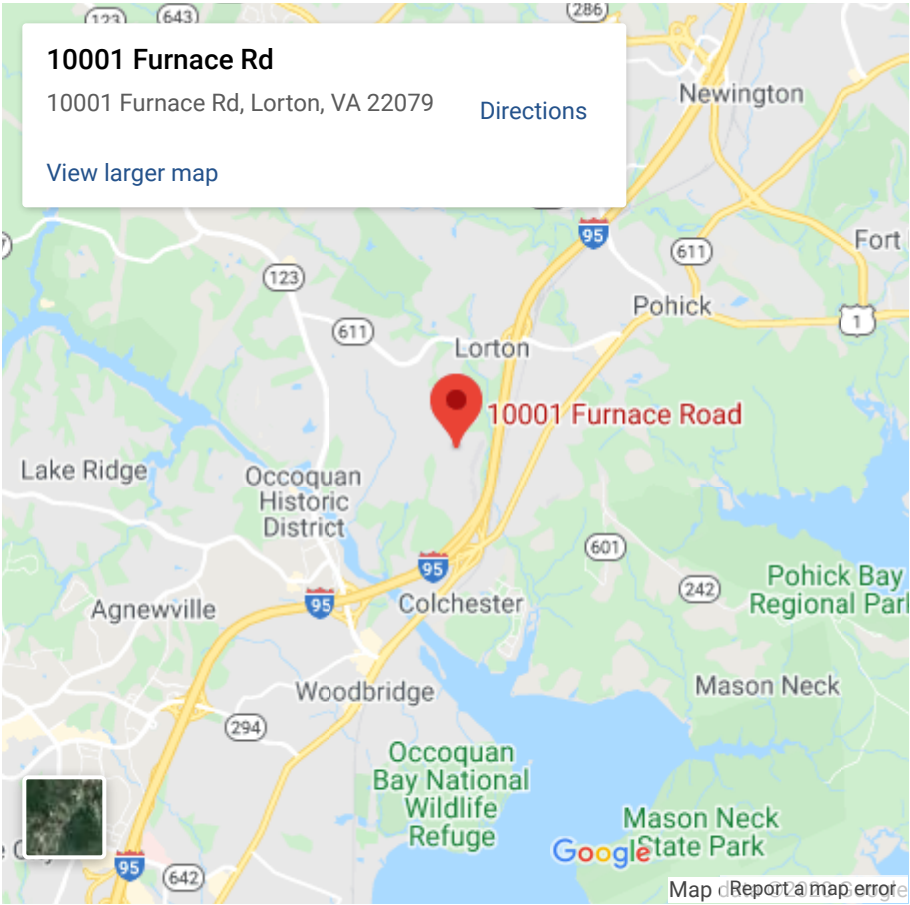 123
643
286
10001 Furnace Rd
10001 Furnace Rd, Lorton, VA 22079
Directions
View larger map
Newington
95
611
Fort
123
Pohick
1
611
Lorton
10001 Furnace Road
Lake Ridge
Occoquan
Historic
District
601
95
Pohick Bay
Regional Park
242
95
Agnewville
Colchester
Mason Neck
Woodbridge
294
Occoquan
Bay National
Wildlife
Refuge
Mason Neck
State Park
Google
95
642
Map
Report a map error